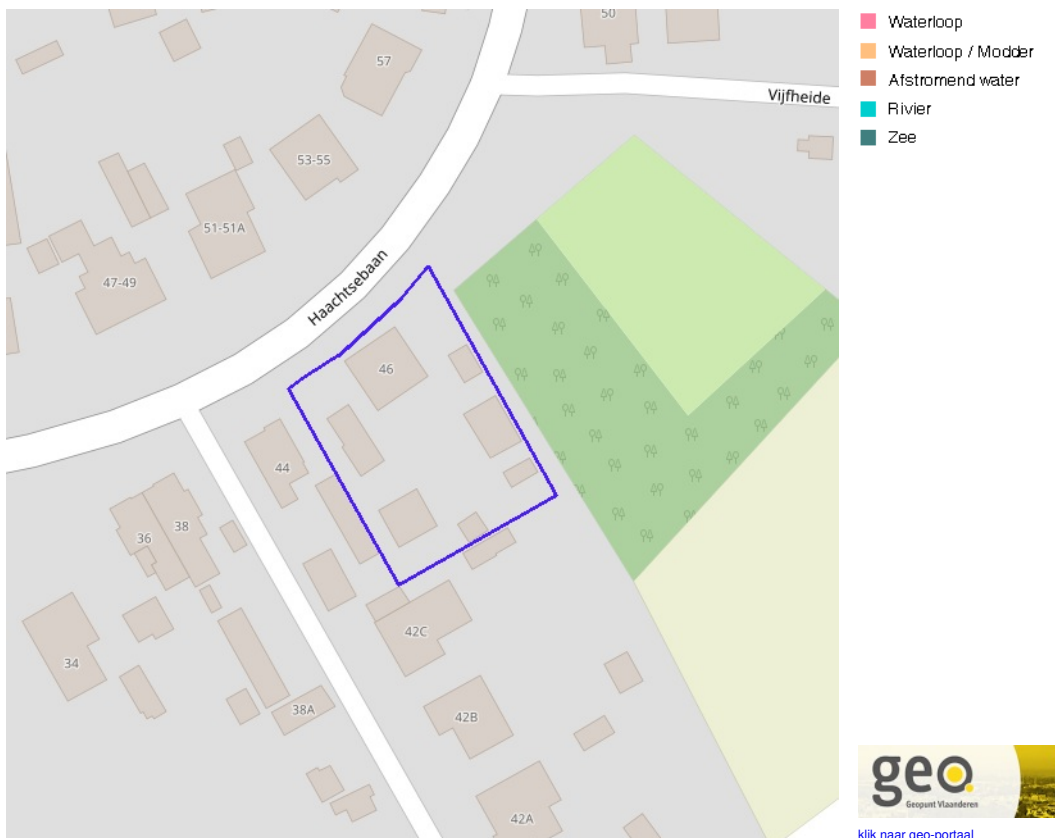 50
57
Vijfheide
53-55
51-51A
Haachtsebaan
47-49
46
44
38
36
42C
34
38A
42B
42A
Waterloop
Waterloop / Modder
Afstromend water
Rivier
Zee
geo.
Geopunt Vlaanderen
klik naar geo-portaal